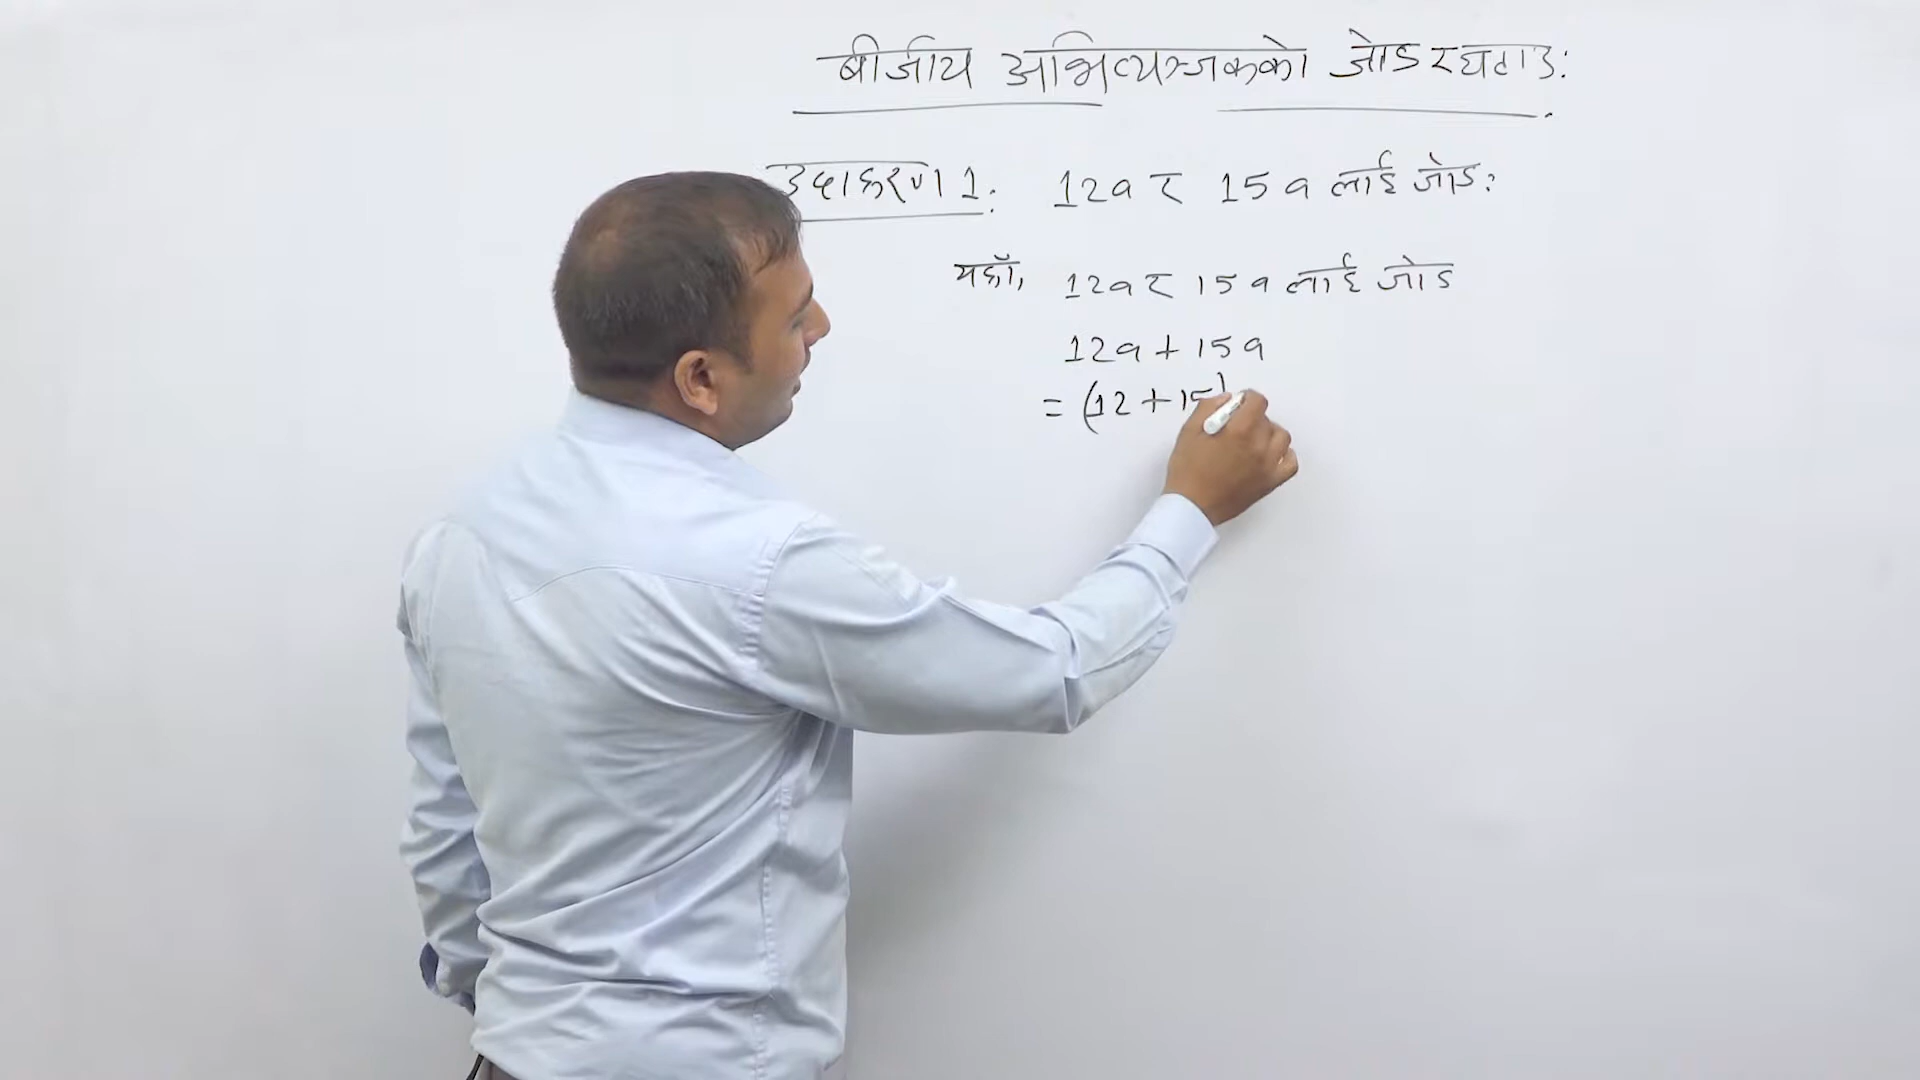 बीजीय अभिव्यञ्जकको जोड र घटाउ:
उदाहरण 1: 12a र 15a लाई जोड:
यहाँ, 12a र 15a लाई जोड
12a + 15a
= (12 + 15)